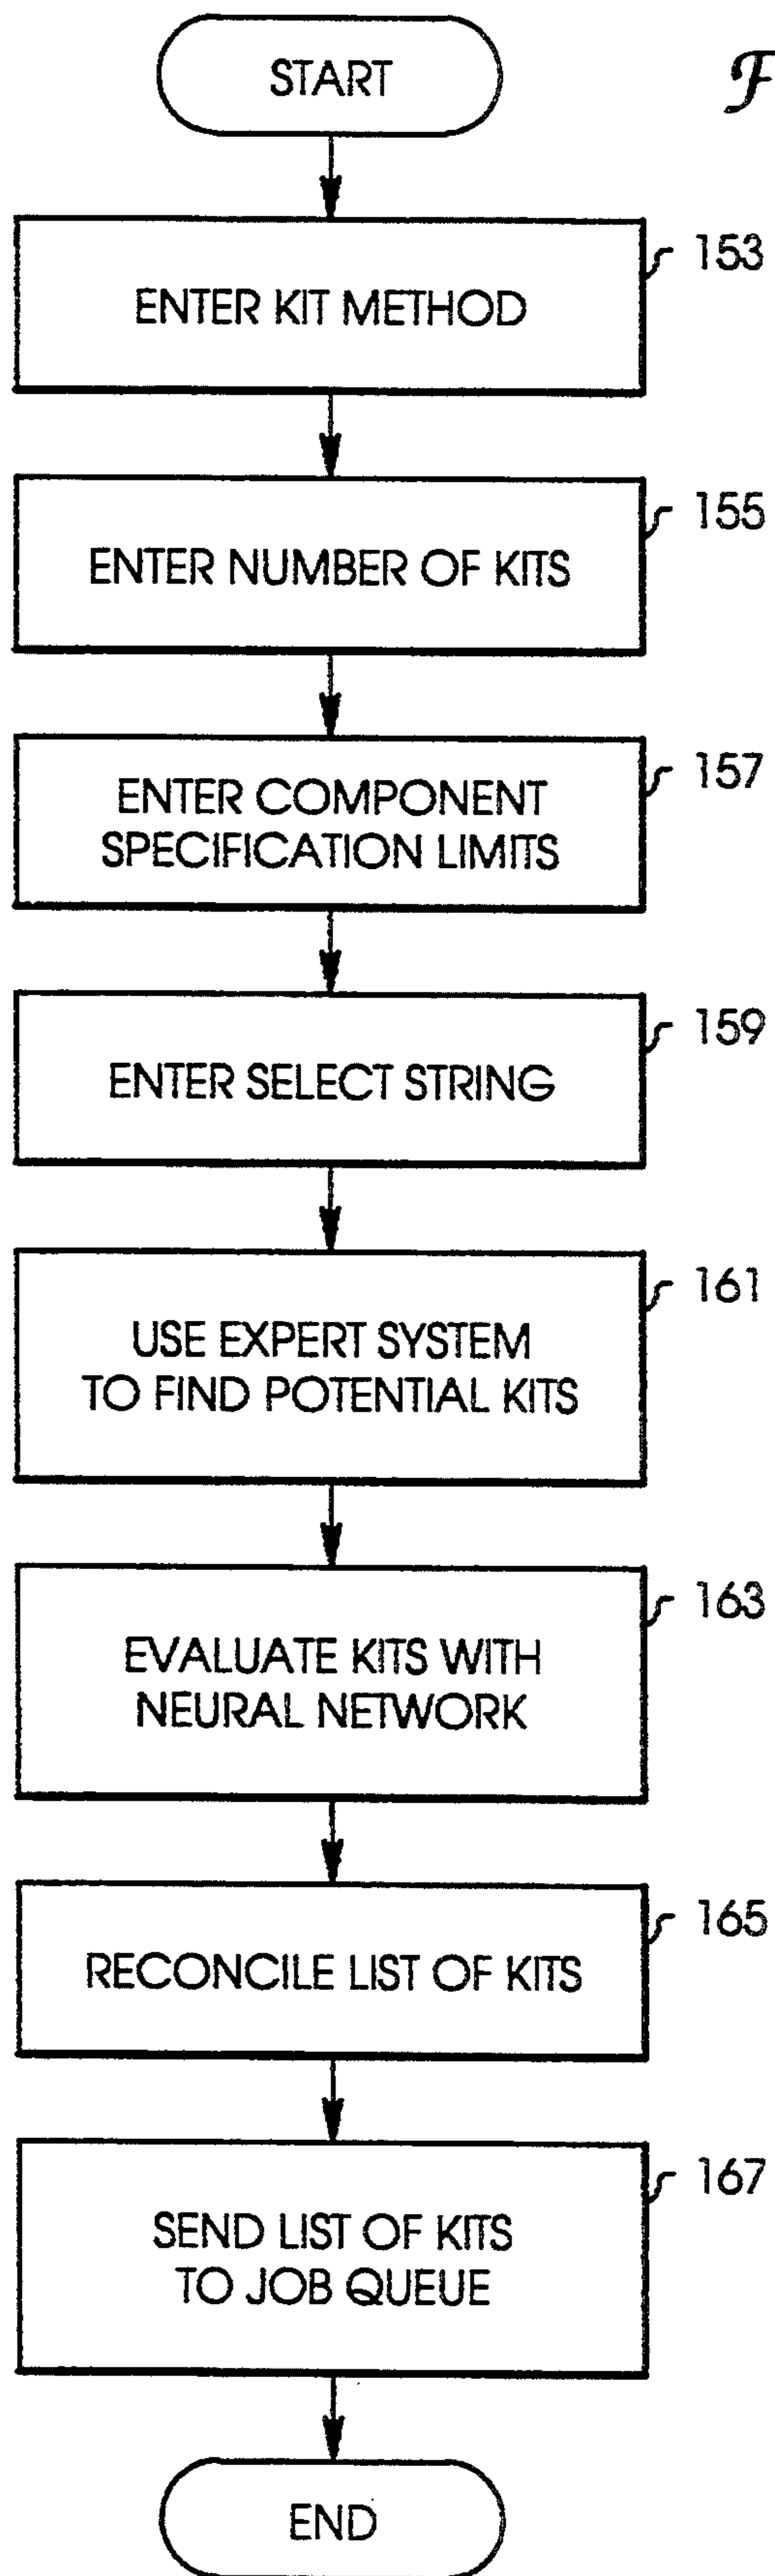 START
ENTER KIT METHOD
153
ENTER NUMBER OF KITS
155
ENTER COMPONENT
SPECIFICATION LIMITS
157
ENTER SELECT STRING
159
USE EXPERT SYSTEM
TO FIND POTENTIAL KITS
161
EVALUATE KITS WITH
NEURAL NETWORK
163
RECONCILE LIST OF KITS
165
SEND LIST OF KITS
TO JOB QUEUE
167
END